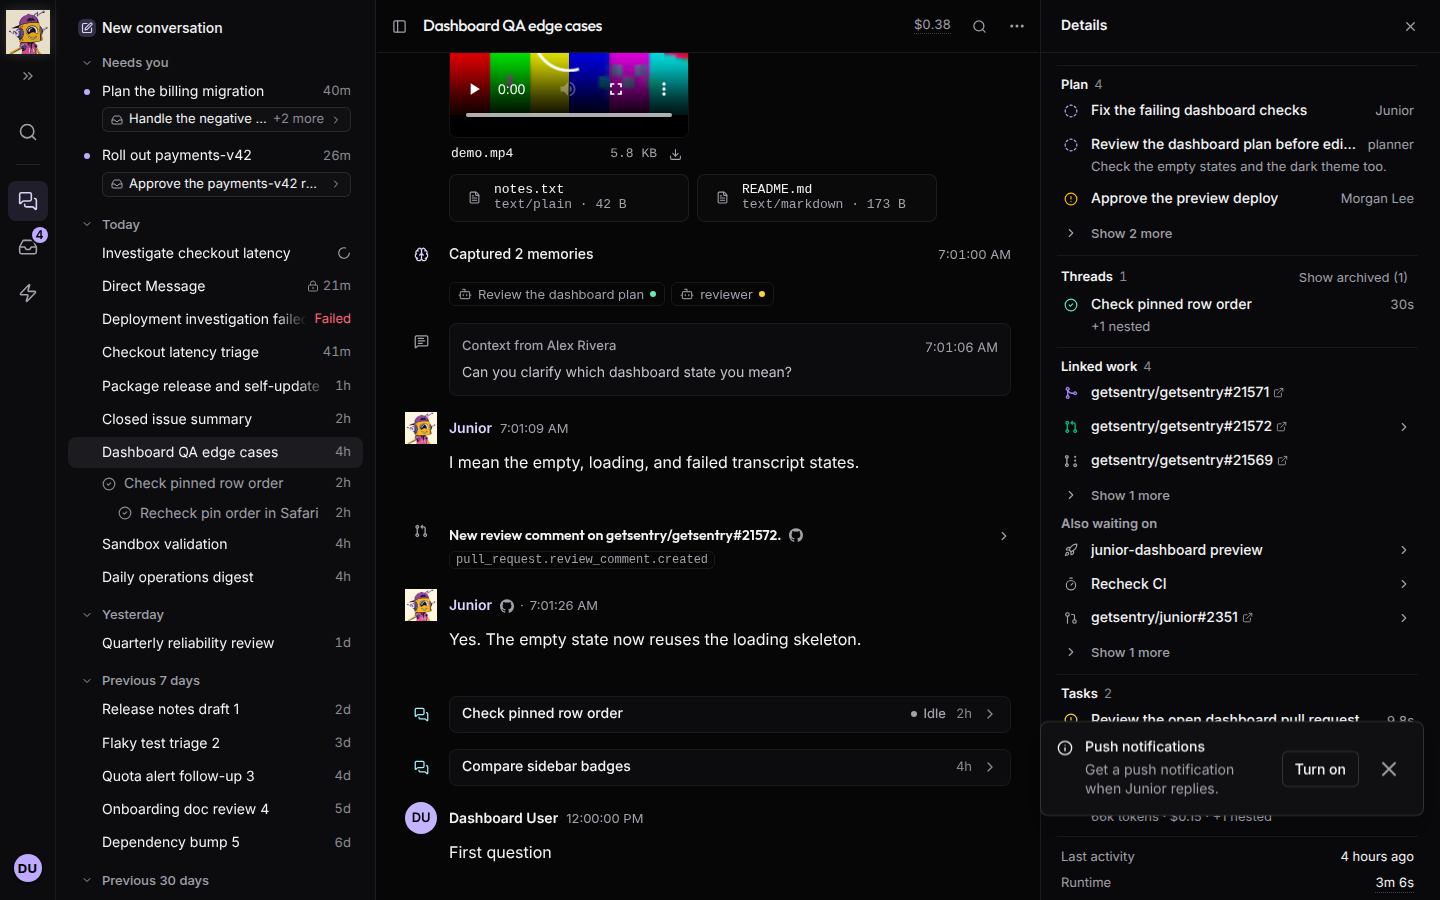 New conversation
Needs you
Plan the billing migration 40m
Handle the negative ... +2 more
Roll out payments-v42 26m
Approve the payments-v42 r...
Today
Investigate checkout latency
Direct Message 21m
Deployment investigation failed Failed
Checkout latency triage 41m
Package release and self-update 1h
Closed issue summary 2h
Dashboard QA edge cases 4h
Check pinned row order 2h
Recheck pin order in Safari 2h
Sandbox validation 4h
Daily operations digest 4h
Yesterday
Quarterly reliability review 1d
Previous 7 days
Release notes draft 1 2d
Flaky test triage 2 3d
Quota alert follow-up 3 4d
Onboarding doc review 4 5d
Dependency bump 5 6d
Previous 30 days
4
DU
Dashboard QA edge cases $0.38
0:00
demo.mp4 5.8 KB
notes.txt
text/plain · 42 B
README.md
text/markdown · 173 B
Captured 2 memories 7:01:00 AM
Review the dashboard plan
reviewer
Context from Alex Rivera 7:01:06 AM
Can you clarify which dashboard state you mean?
Junior 7:01:09 AM
I mean the empty, loading, and failed transcript states.
New review comment on getsentry/getsentry#21572.
pull_request.review_comment.created
Junior · 7:01:26 AM
Yes. The empty state now reuses the loading skeleton.
Check pinned row order Idle 2h
Compare sidebar badges 4h
DU
Dashboard User 12:00:00 PM
First question
Details
Plan 4
Fix the failing dashboard checks Junior
Review the dashboard plan before edi... planner
Check the empty states and the dark theme too.
Approve the preview deploy Morgan Lee
Show 2 more
Threads 1 Show archived (1)
Check pinned row order 30s
+1 nested
Linked work 4
getsentry/getsentry#21571
getsentry/getsentry#21572
getsentry/getsentry#21569
Show 1 more
Also waiting on
junior-dashboard preview
Recheck CI
getsentry/junior#2351
Show 1 more
Tasks 2
Review the open dashboard pull request 9.8s
Push notifications
Get a push notification
when Junior replies.
Turn on
66k tokens · $0.15 · +1 nested
Last activity 4 hours ago
Runtime 3m 6s